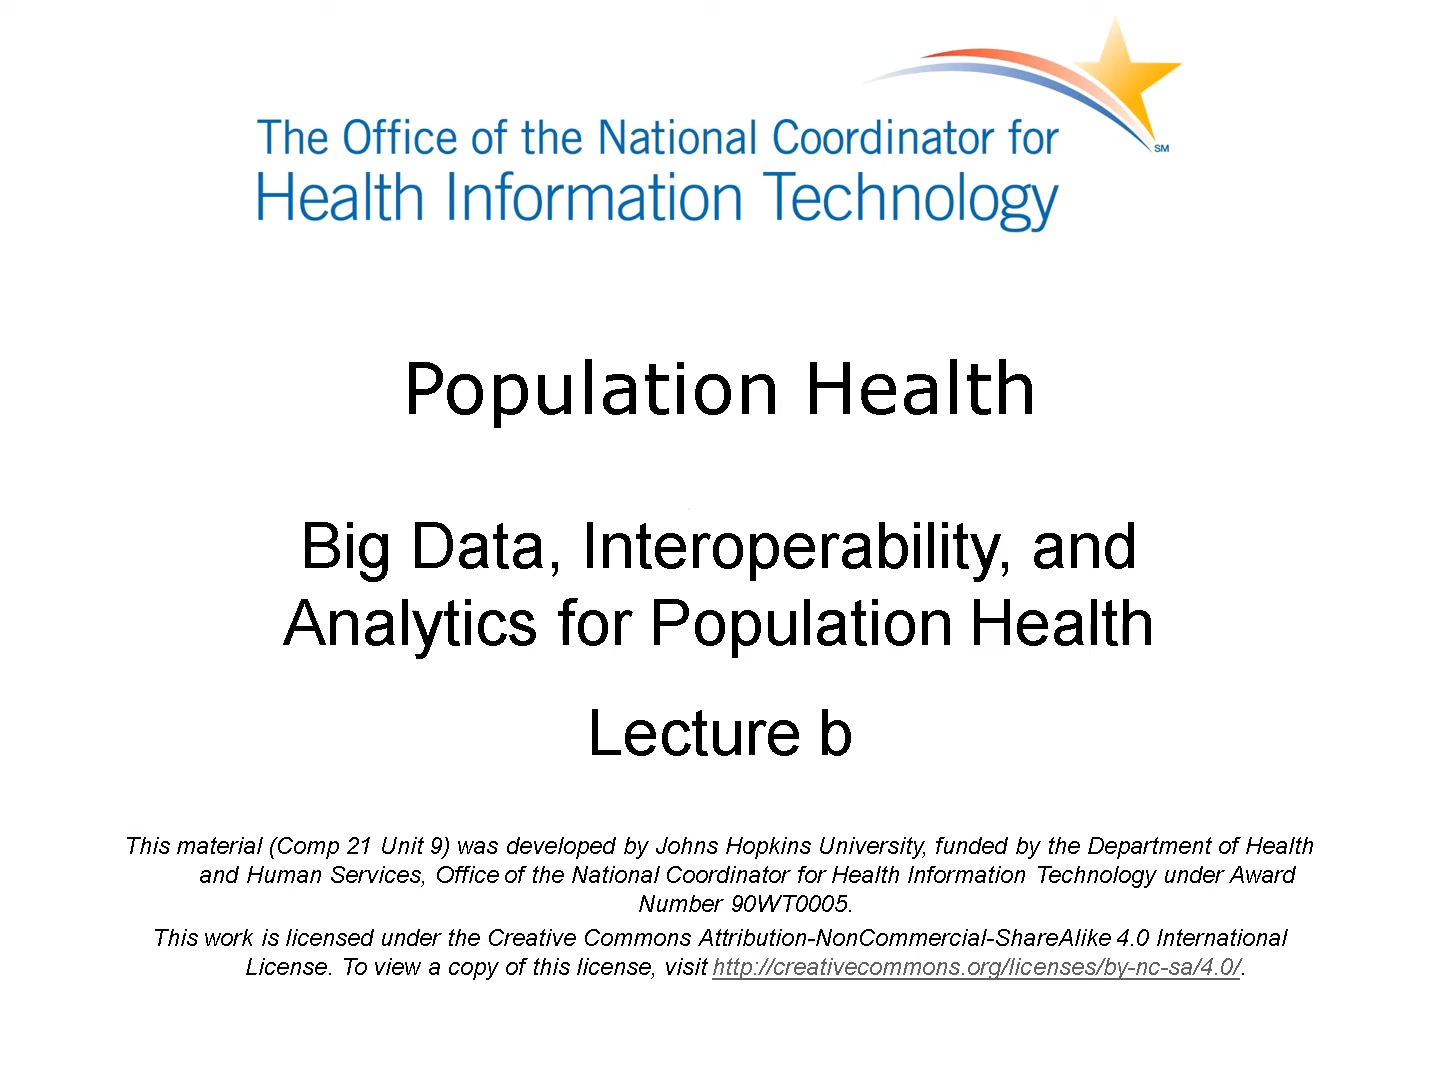 The Office of the National Coordinator for
Health Information Technology
SM
Population Health
Big Data, Interoperability, and
Analytics for Population Health
Lecture b
This material (Comp 21 Unit 9) was developed by Johns Hopkins University, funded by the Department of Health
and Human Services, Office of the National Coordinator for Health Information Technology under Award
Number 90WT0005.
This work is licensed under the Creative Commons Attribution-NonCommercial-ShareAlike 4.0 International
License. To view a copy of this license, visit http://creativecommons.org/licenses/by-nc-sa/4.0/.